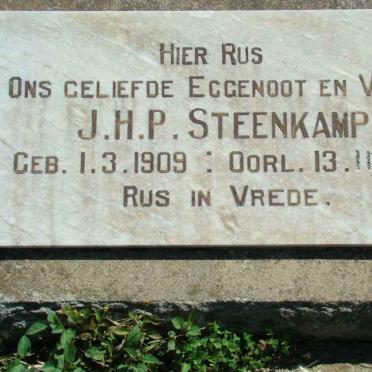 HIER RUS
ONS GELIEFDE EGGENOOT EN
J.H.P. STEENKAMP
GEB. 1.3.1909 : OORL. 13.
RUS IN VREDE.